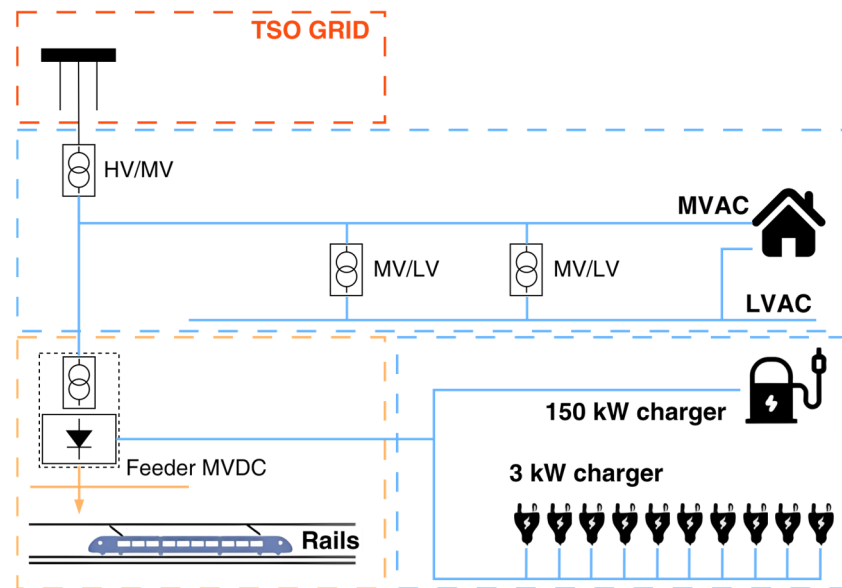 TSO GRID
HV/MV
MVAC
MV/LV
MV/LV
LVAC
150 kW charger
Feeder MVDC
3 kW charger
Rails